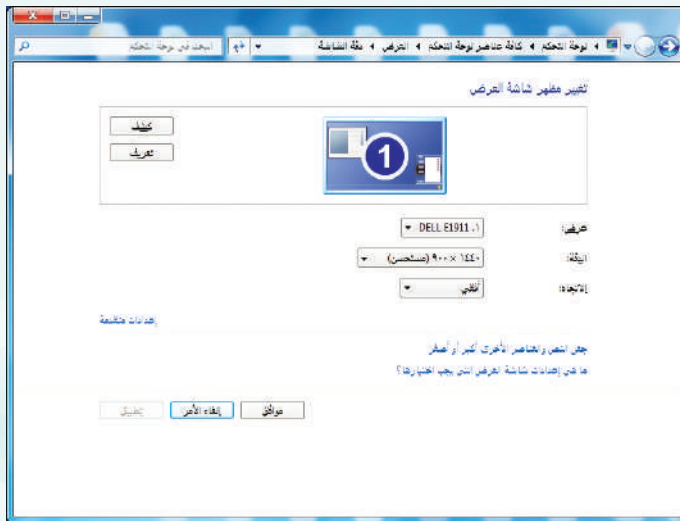 لوحة التحكم ◂ كافة عناصر لوحة التحكم ◂ العرض ◂ دقة الشاشة
البحث في لوحة التحكم
تغيير مظهر شاشة العرض
1
كشف
تعريف
عرض: ١. DELL E1911
الدقة: ١٤٤٠ × ٩٠٠ (مستحسن)
الاتجاه: أفقي
إعدادات متقدمة
جعل النص والعناصر الأخرى أكبر أو أصغر
ما هي إعدادات شاشة العرض التي يجب اختيارها؟
موافق
إلغاء الأمر
تطبيق